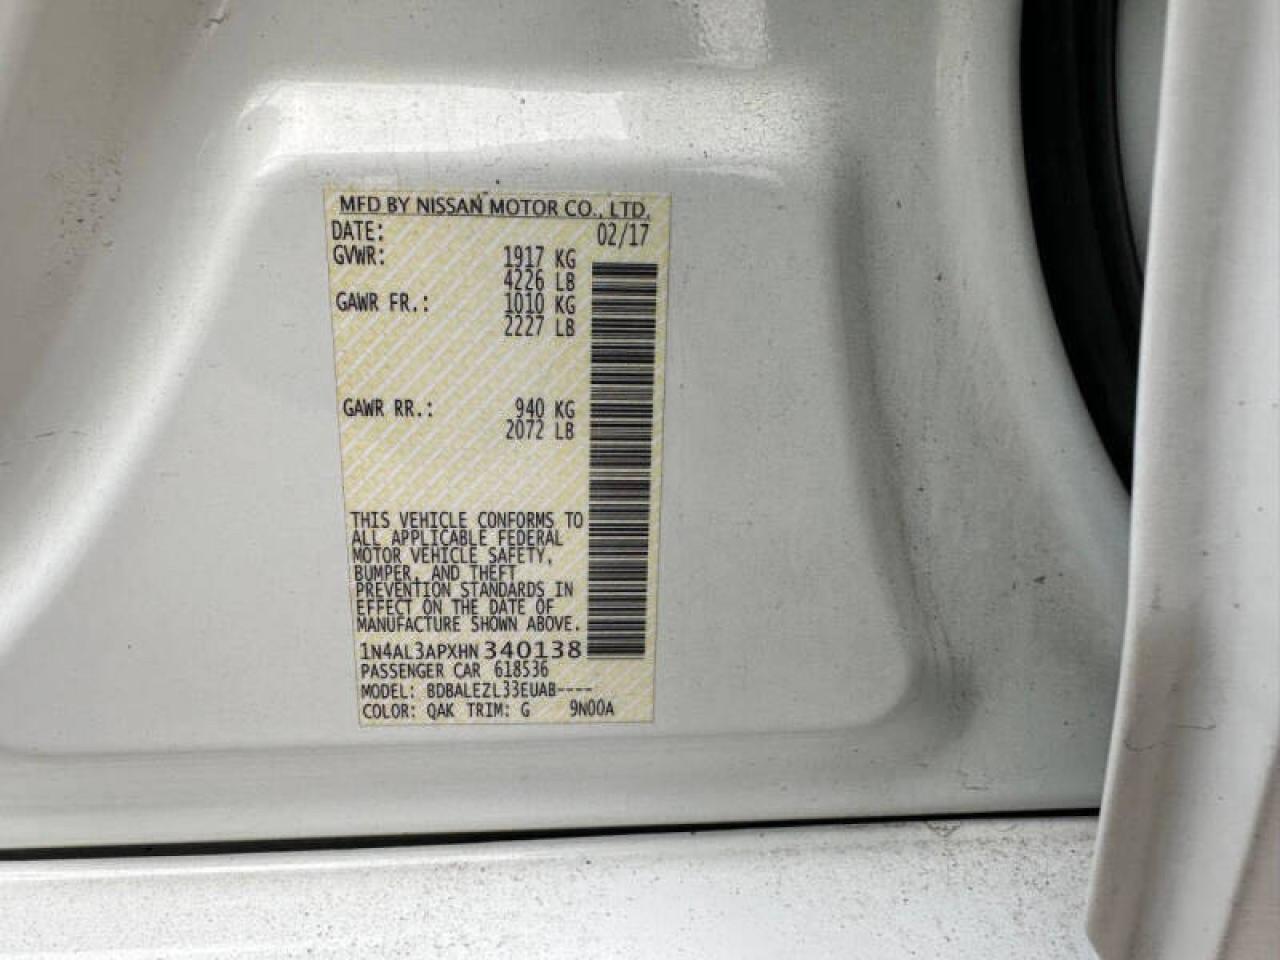 MFD BY NISSAN MOTOR CO., LTD.
DATE: 02/17
GVWR: 1917 KG
4226 LB
GAWR FR.: 1010 KG
2227 LB
GAWR RR.: 940 KG
2072 LB
THIS VEHICLE CONFORMS TO
ALL APPLICABLE FEDERAL
MOTOR VEHICLE SAFETY,
BUMPER, AND THEFT
PREVENTION STANDARDS IN
EFFECT ON THE DATE OF
MANUFACTURE SHOWN ABOVE.
1N4AL3APXHN340138
PASSENGER CAR 618536
MODEL: BDBALEZL33EUAB----
COLOR: QAK TRIM: G 9N00A